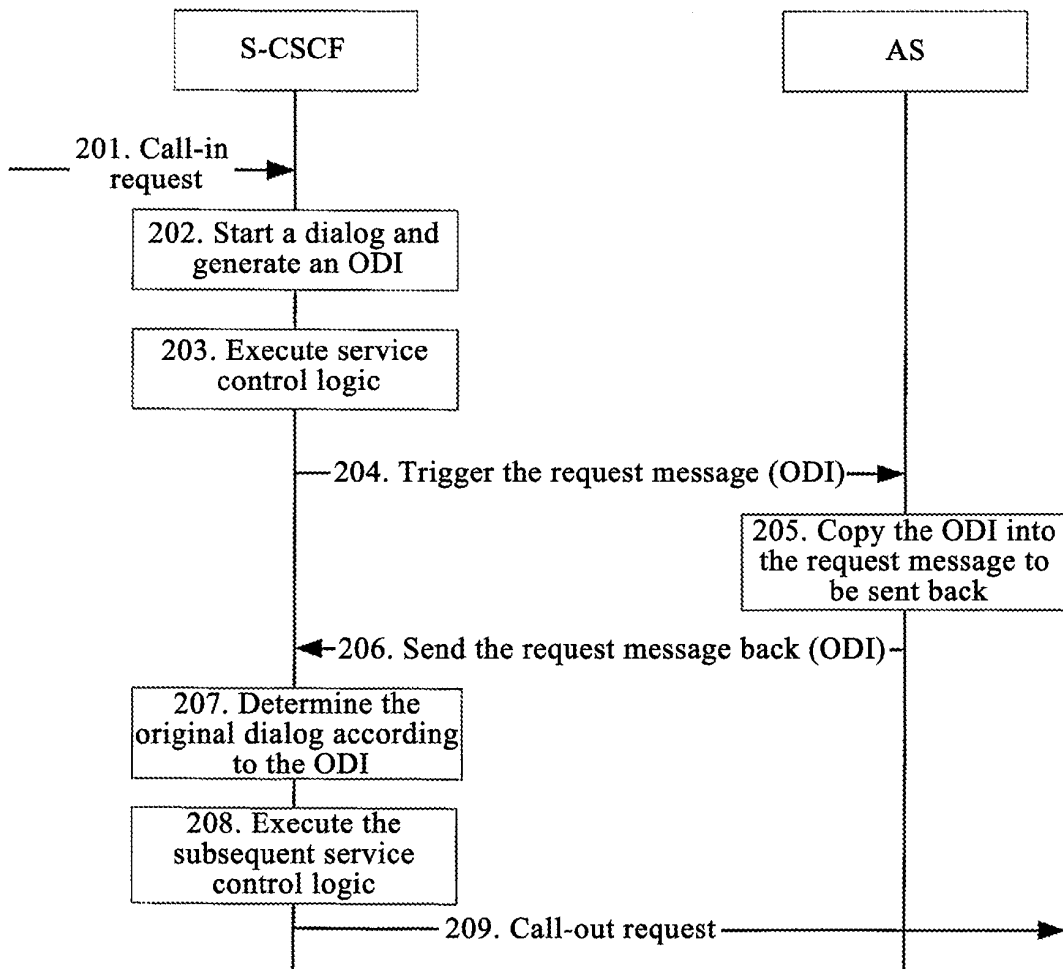 S-CSCF
AS
201. Call-in
request
202. Start a dialog and
generate an ODI
203. Execute service
control logic
204. Trigger the request message (ODI)
205. Copy the ODI into
the request message to
be sent back
206. Send the request message back (ODI)
207. Determine the
original dialog according
to the ODI
208. Execute the
subsequent service
control logic
209. Call-out request